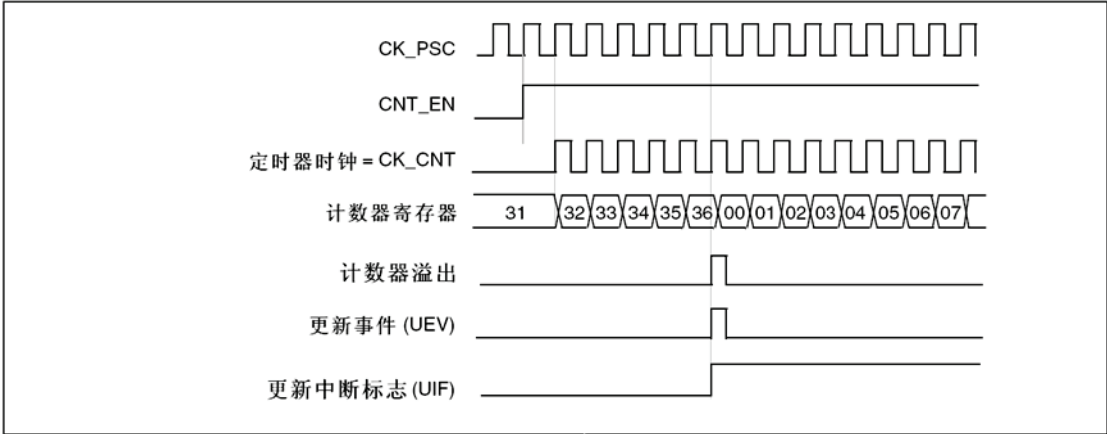 CK_PSC
CNT_EN
定时器时钟 = CK_CNT
计数器寄存器 31 32 33 34 35 36 00 01 02 03 04 05 06 07
计数器溢出
更新事件 (UEV)
更新中断标志 (UIF)